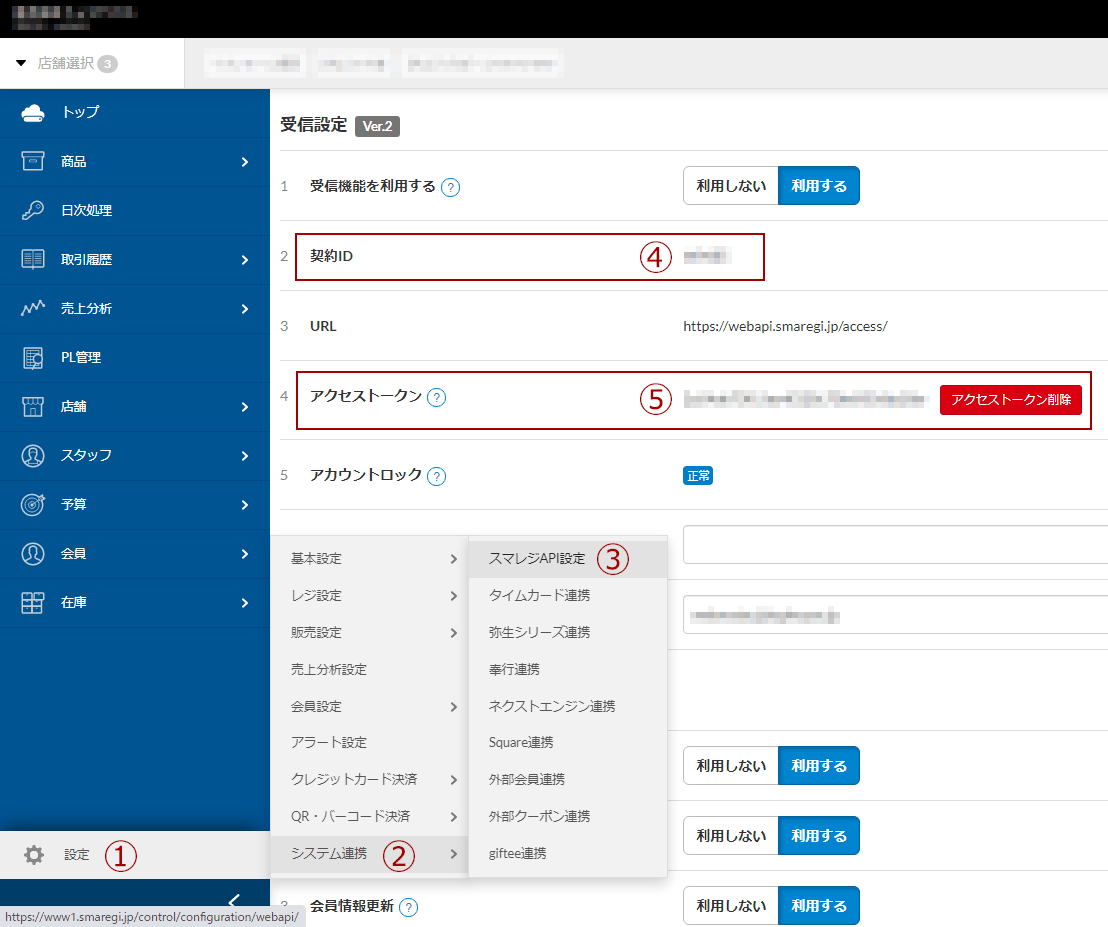 店舗選択 3
トップ
商品
日次処理
取引履歴
売上分析
PL管理
店舗
スタッフ
予算
会員
在庫
設定 ①
https://www1.smaregi.jp/control/configuration/webapi/
受信設定 Ver.2
1 受信機能を利用する ? 利用しない 利用する
2 契約ID ④
3 URL https://webapi.smaregi.jp/access/
4 アクセストークン ? ⑤ アクセストークン削除
5 アカウントロック ? 正常
基本設定
レジ設定
販売設定
売上分析設定
会員設定
アラート設定
クレジットカード決済
QR・バーコード決済
システム連携 ②
スマレジAPI設定 ③
タイムカード連携
弥生シリーズ連携
奉行連携
ネクストエンジン連携
Square連携
外部会員連携
外部クーポン連携
giftee連携
利用しない 利用する
利用しない 利用する
会員情報更新 ? 利用しない 利用する